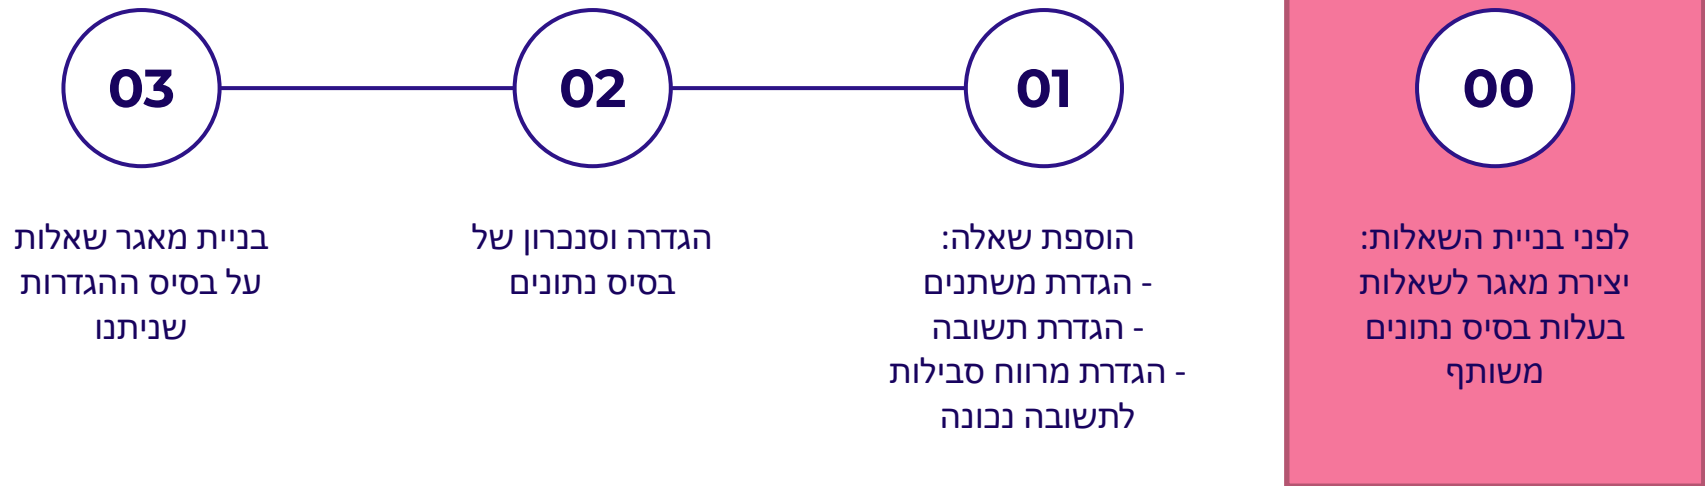 00
לפני בניית השאלות:
יצירת מאגר לשאלות
בעלות בסיס נתונים
משותף
01
הוספת שאלה:
- הגדרת משתנים
- הגדרת תשובה
- הגדרת מרווח סבילות
לתשובה נכונה
02
הגדרה וסנכרון של
בסיס נתונים
03
בניית מאגר שאלות
על בסיס ההגדרות
שניתנו